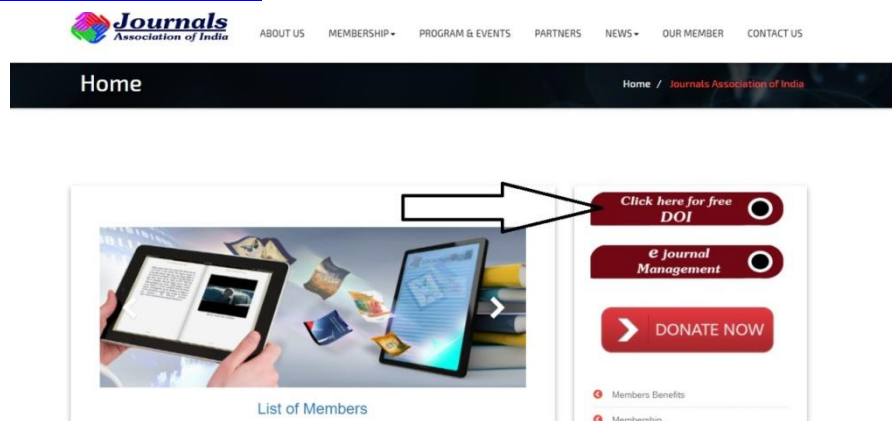 Journals
Association of India
ABOUT US
MEMBERSHIP
PROGRAM & EVENTS
PARTNERS
NEWS
OUR MEMBER
CONTACT US
Home
Home / Journals Association of India
Click here for free
DOI
e Journal
Management
DONATE NOW
List of Members
Members Benefits
Membership